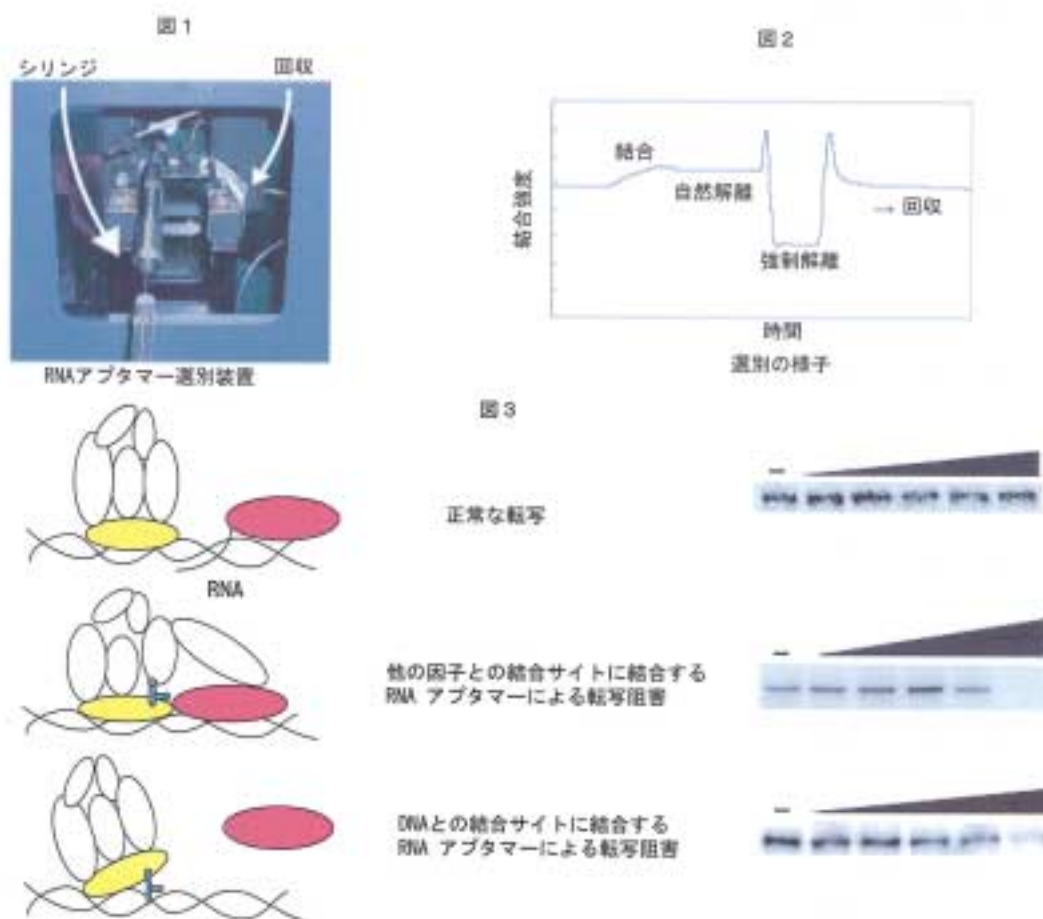 図1
シリンジ
回収
RNAアプタマー選別装置
図2
結合強度
結合
自然解離
強制解離
→ 回収
時間
選別の様子
図3
正常な転写
RNA
他の因子との結合サイトに結合する
RNA アプタマーによる転写阻害
DNAとの結合サイトに結合する
RNA アプタマーによる転写阻害